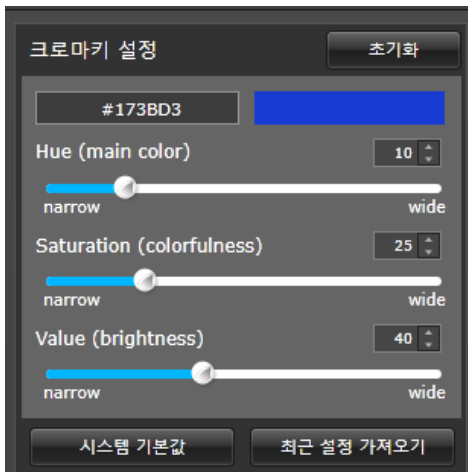 크로마키 설정 초기화
#173BD3
Hue (main color) 10
narrow wide
Saturation (colorfulness) 25
narrow wide
Value (brightness) 40
narrow wide
시스템 기본값 최근 설정 가져오기